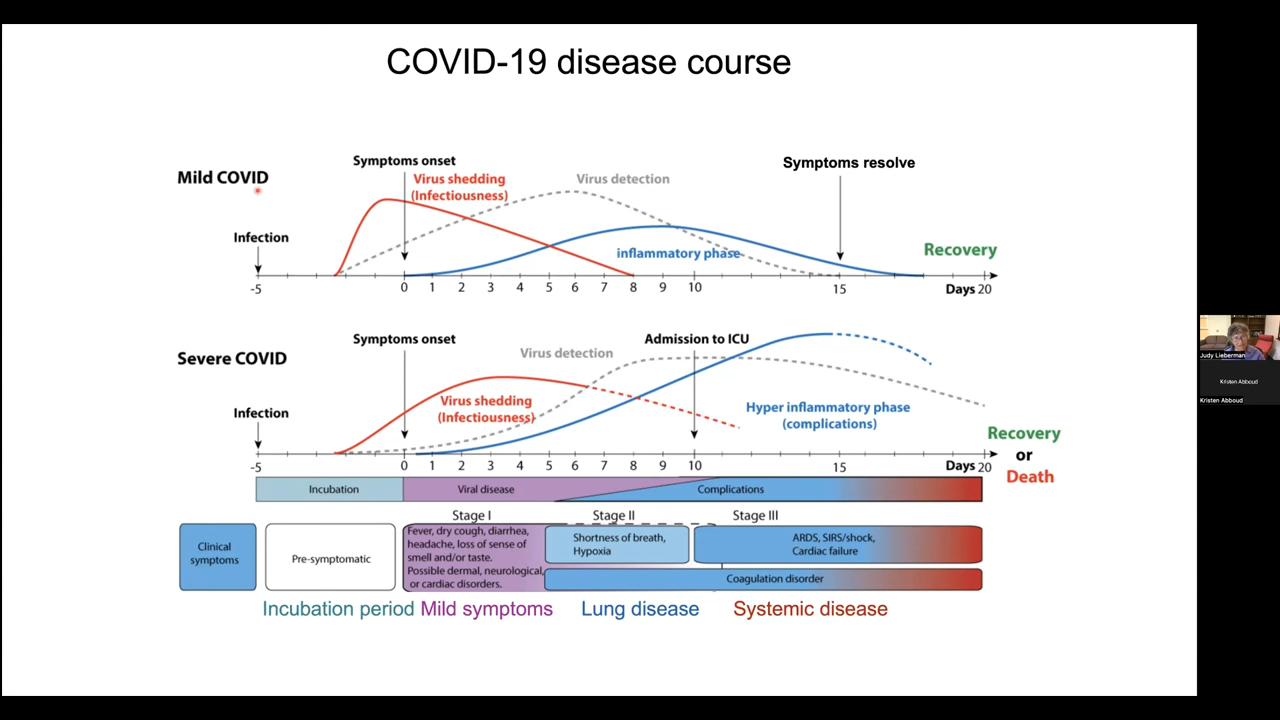 COVID-19 disease course
Symptoms onset
Symptoms resolve
Mild COVID
Virus shedding
(Infectiousness)
Virus detection
Infection
inflammatory phase
Recovery
-5 0 1 2 3 4 5 6 7 8 9 10 15 Days 20
Symptoms onset
Admission to ICU
Severe COVID
Virus detection
Virus shedding
(Infectiousness)
Infection
Hyper inflammatory phase
(complications)
Recovery
or
Death
-5 0 1 2 3 4 5 6 7 8 9 10 15 Days 20
Incubation Viral disease Complications
Stage I Stage II Stage III
Clinical
symptoms
Pre-symptomatic
Fever, dry cough, diarrhea,
headache, loss of sense of
smell and/or taste.
Possible dermal, neurological,
or cardiac disorders.
Shortness of breath,
Hypoxia
ARDS, SIRS/shock,
Cardiac failure
Coagulation disorder
Incubation period Mild symptoms Lung disease Systemic disease
Judy Lieberman
Kristen Abboud
Kristen Abboud